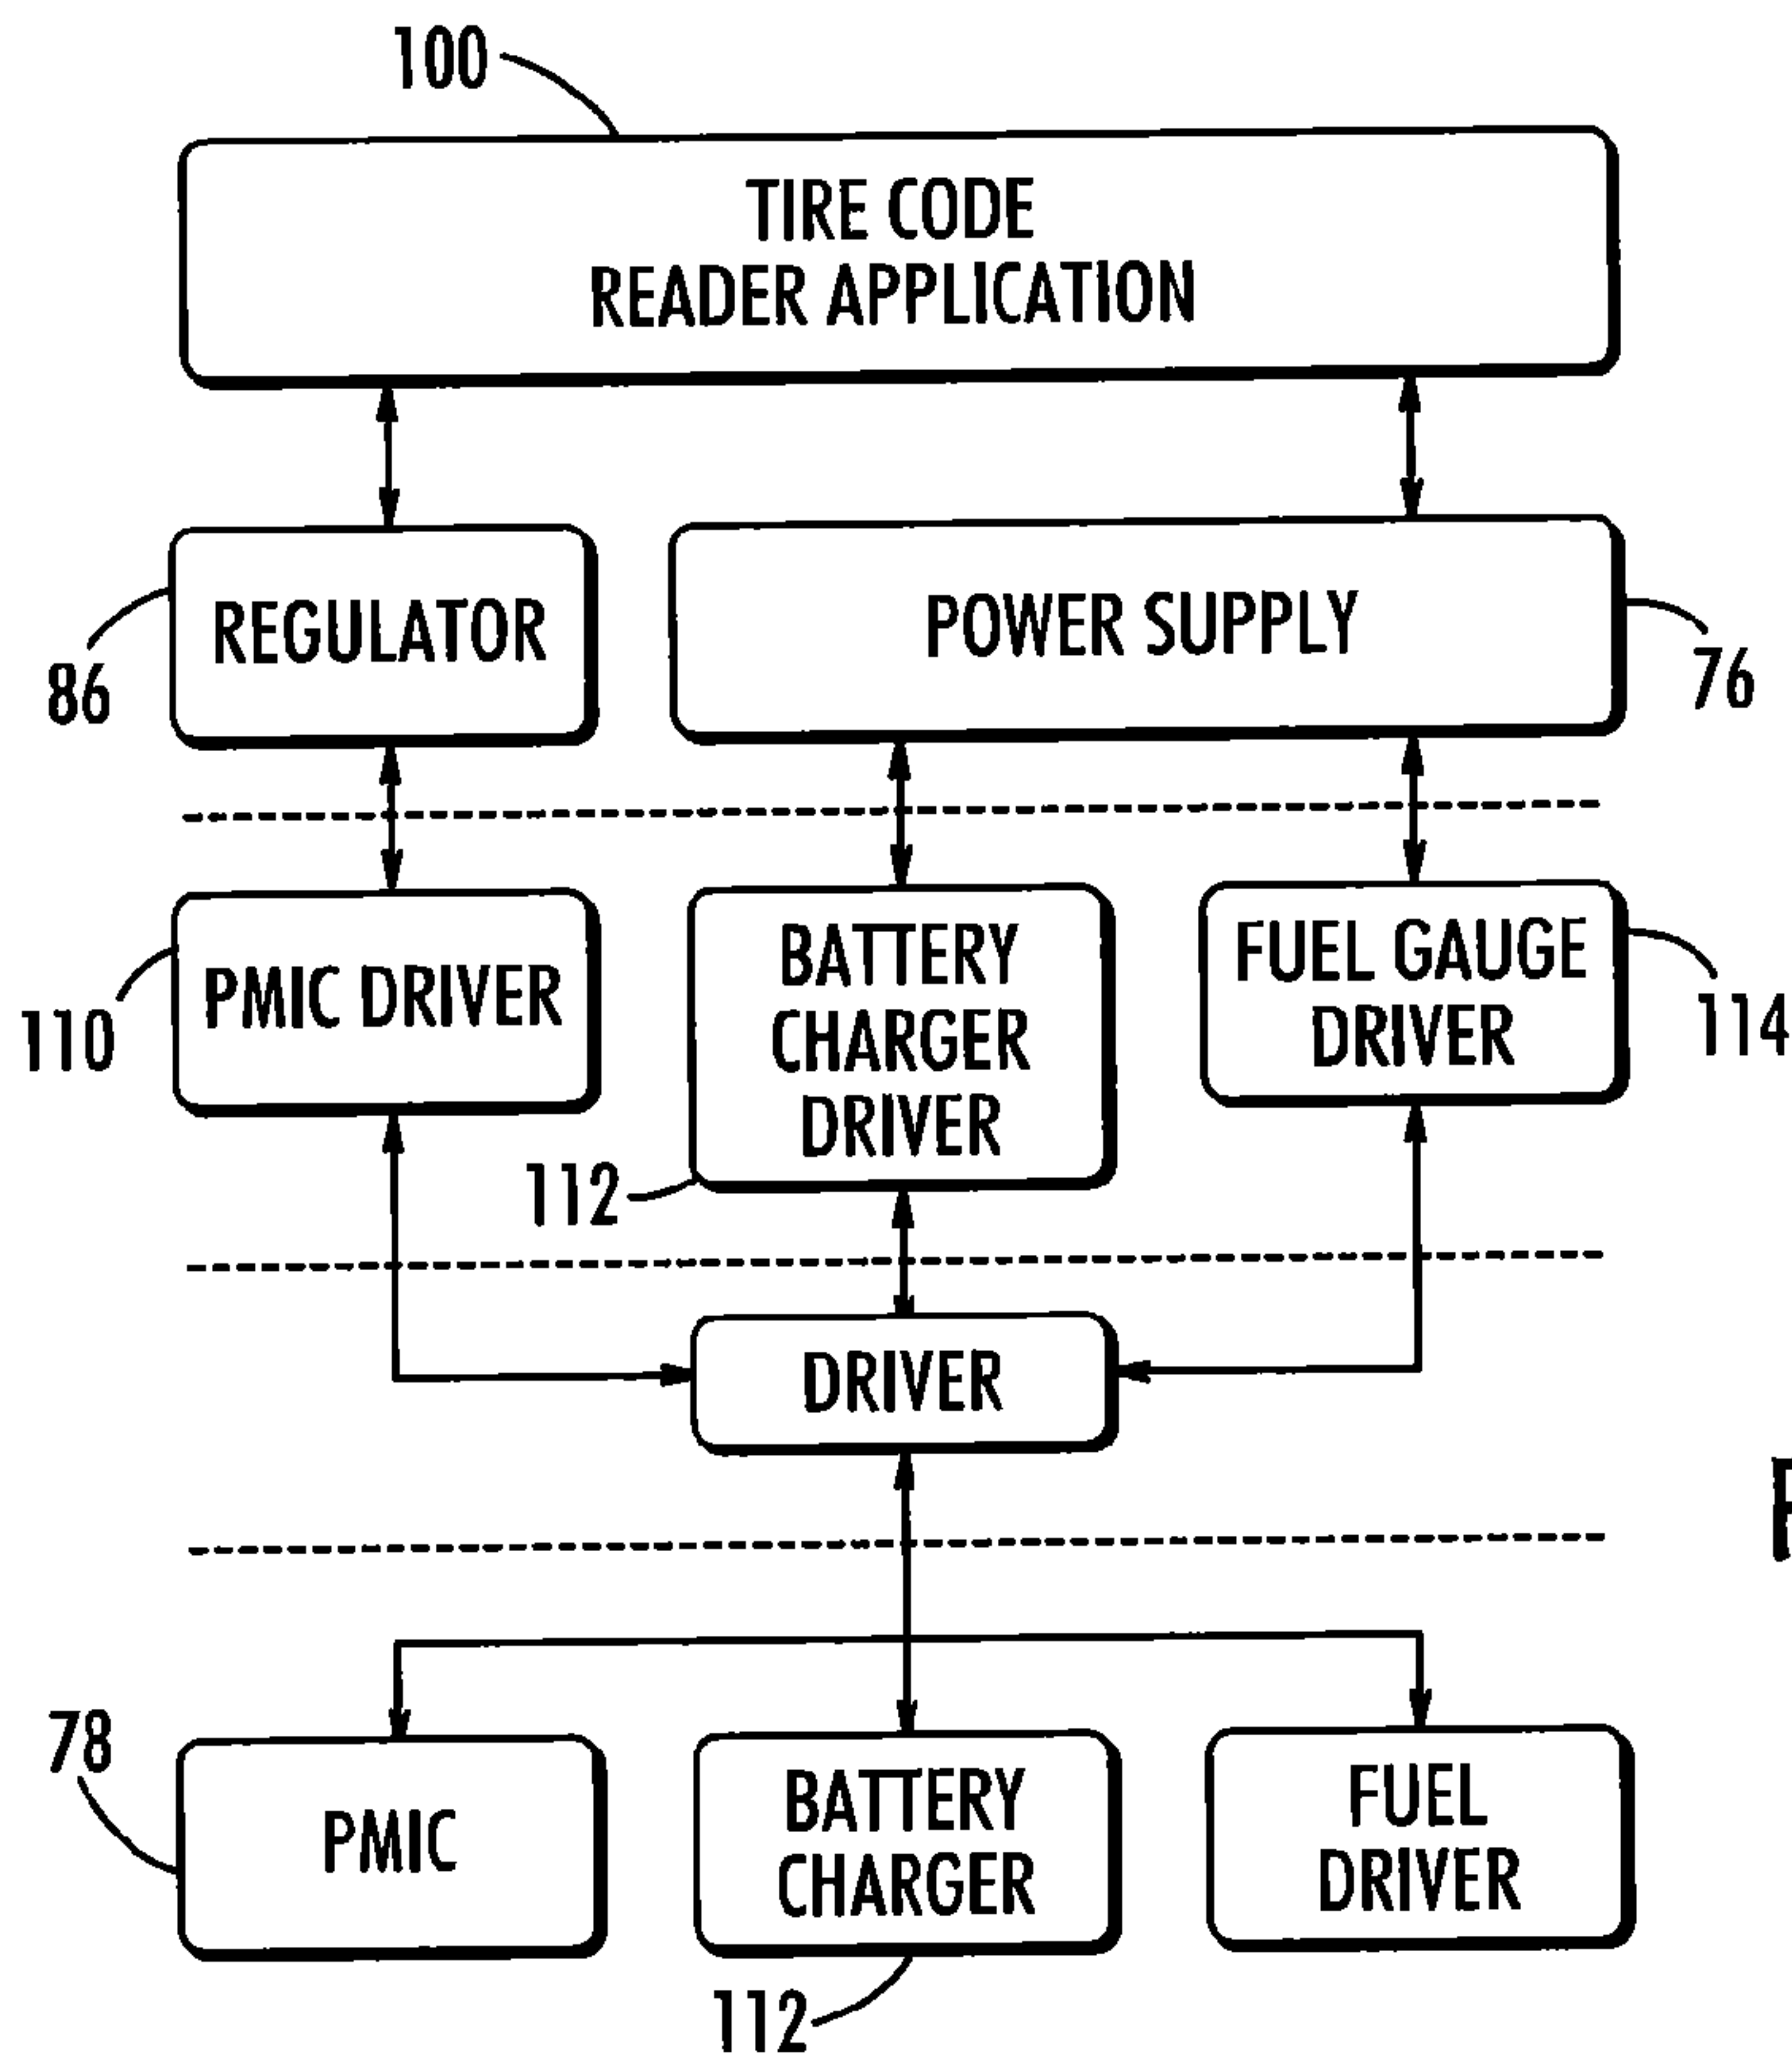 100
TIRE CODE
READER APPLICATION
REGULATOR
POWER SUPPLY
86
76
PMIC DRIVER
BATTERY
CHARGER
DRIVER
FUEL GAUGE
DRIVER
110
114
112
DRIVER
78
PMIC
BATTERY
CHARGER
FUEL
DRIVER
112